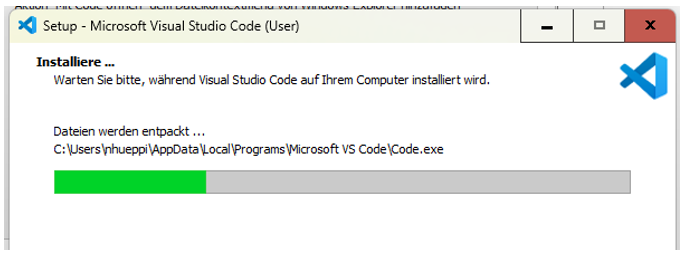 Aktion "Mit Code öffnen" dem Dateikontextmenü von Windows Explorer hinzufügen
Setup - Microsoft Visual Studio Code (User)
Installiere ...
Warten Sie bitte, während Visual Studio Code auf Ihrem Computer installiert wird.
Dateien werden entpackt ...
C:\Users\nhueppi\AppData\Local\Programs\Microsoft VS Code\Code.exe